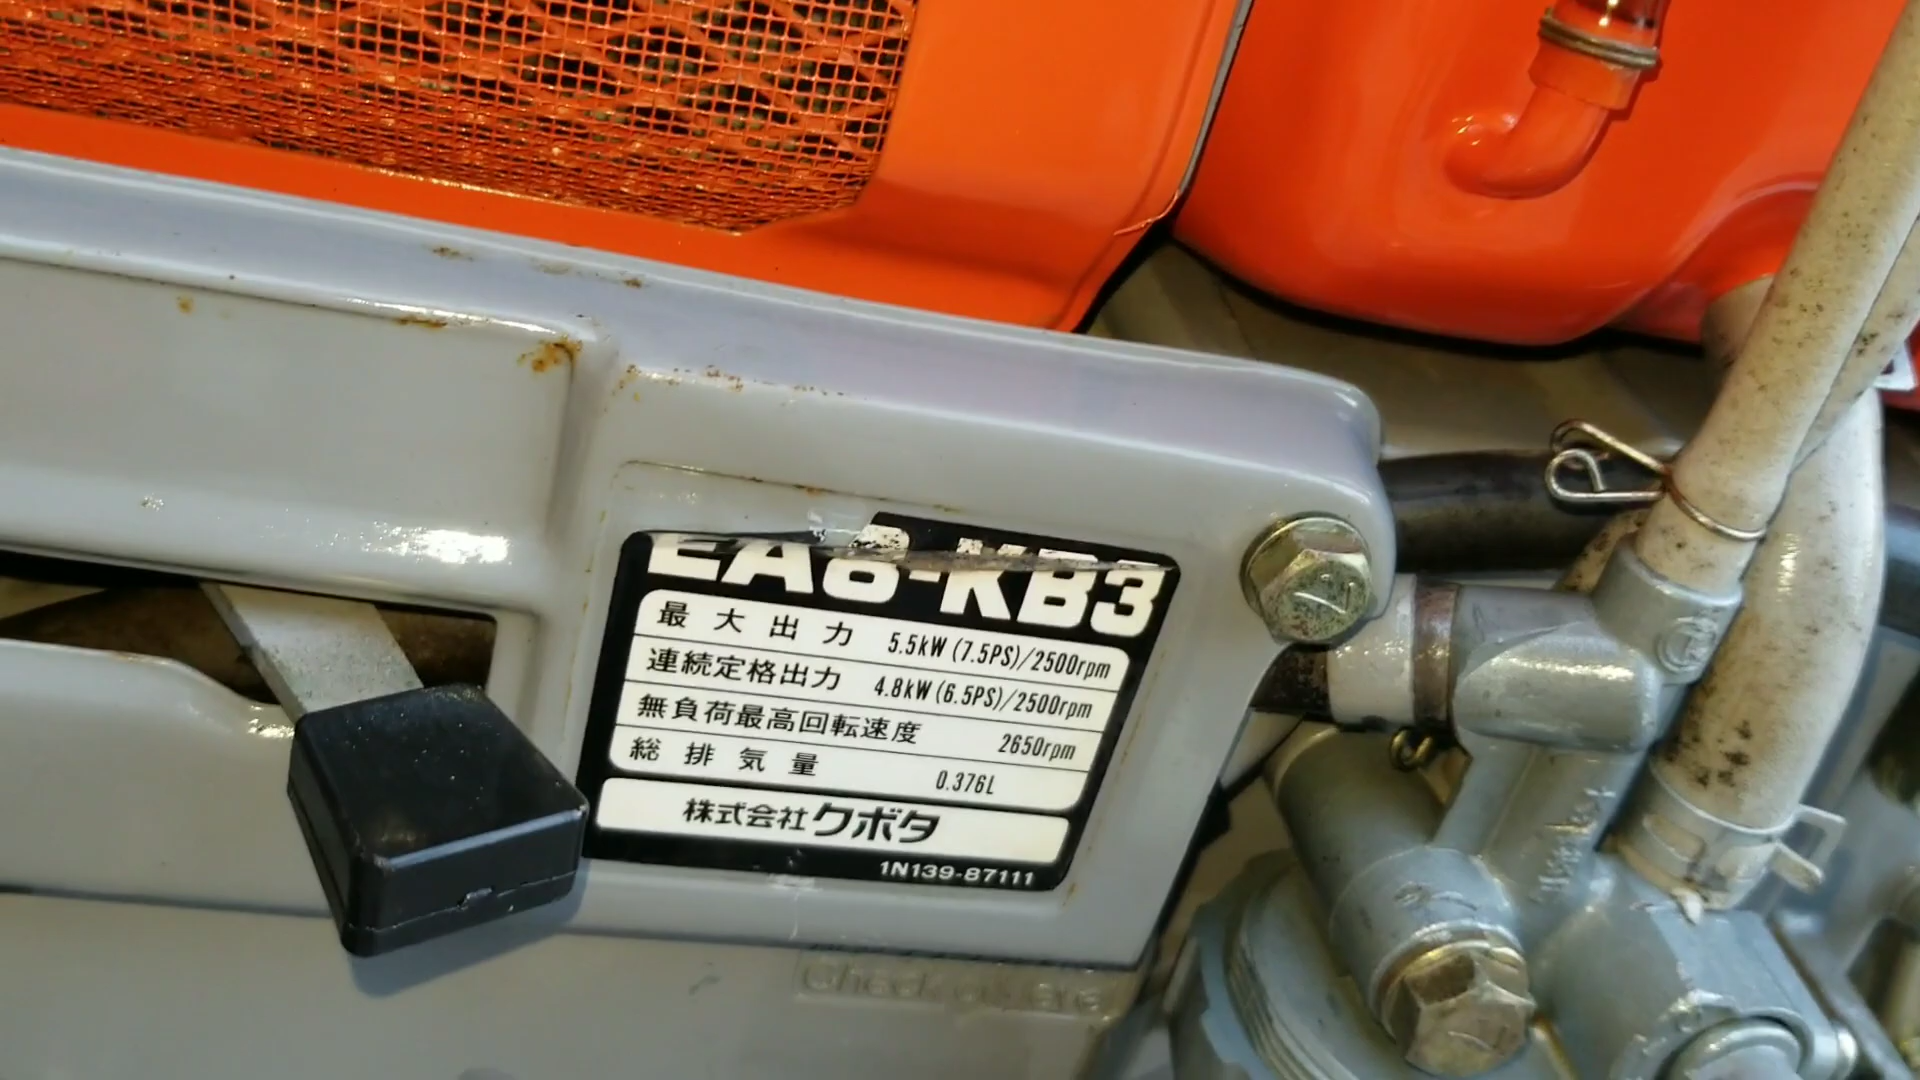 EA8-KB3
最大出力 5.5kW (7.5PS)/2500rpm
連続定格出力 4.8kW (6.5PS)/2500rpm
無負荷最高回転速度 2650rpm
総排気量 0.376L
株式会社クボタ
1N139-87111
Check
7